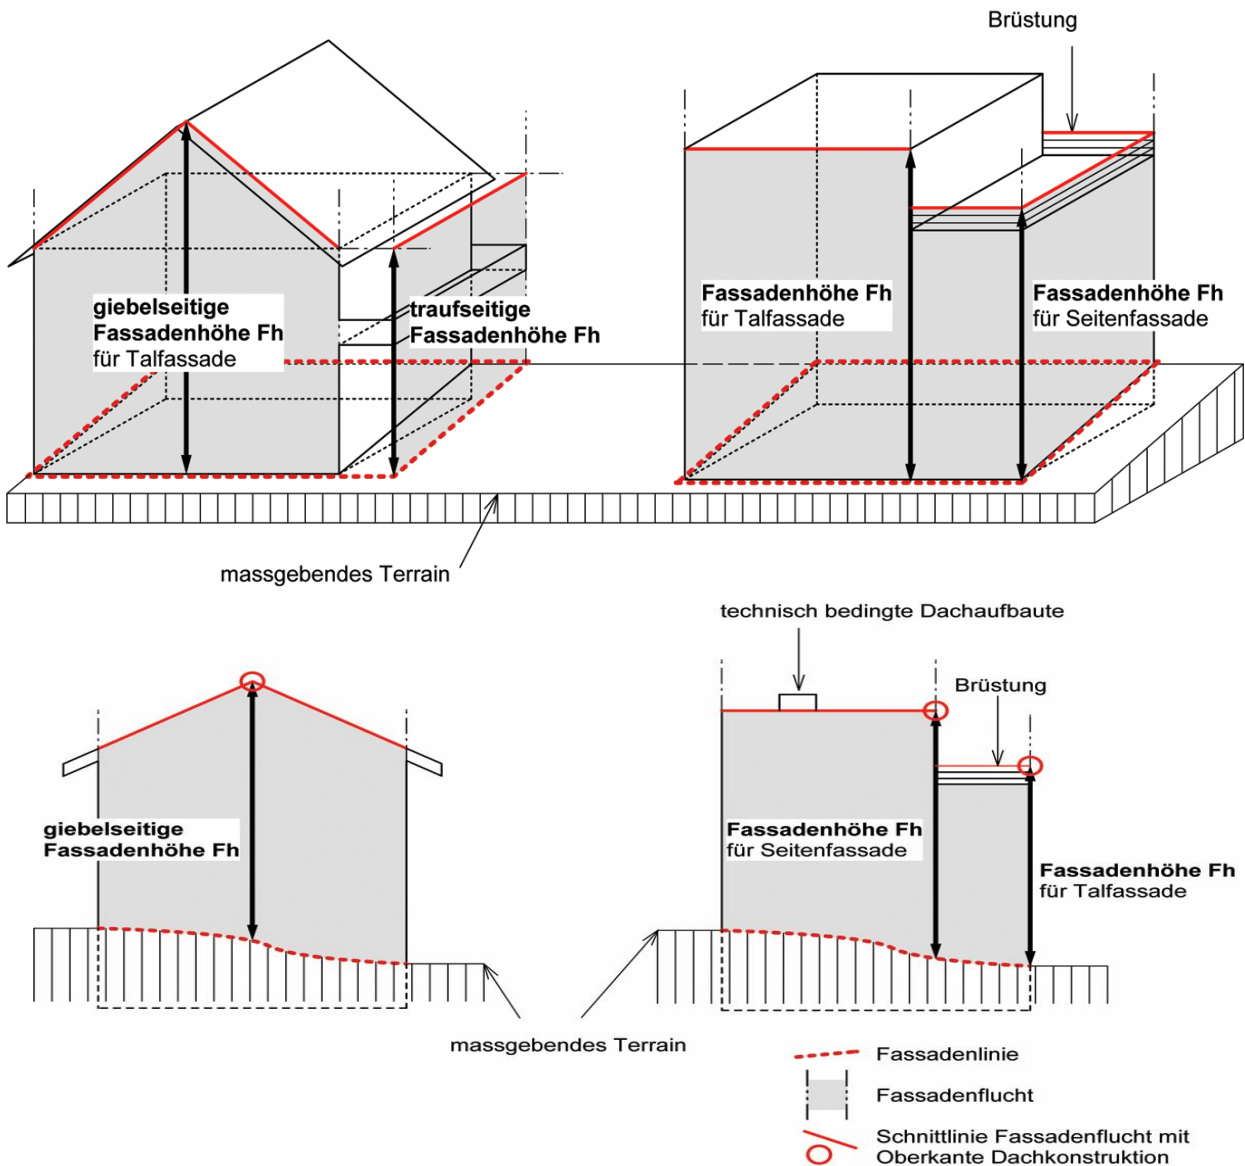 Brüstung
giebelseitige
Fassadenhöhe Fh
für Talfassade
traufseitige
Fassadenhöhe Fh
Fassadenhöhe Fh
für Talfassade
Fassadenhöhe Fh
für Seitenfassade
massgebendes Terrain
technisch bedingte Dachaufbaute
Brüstung
giebelseitige
Fassadenhöhe Fh
Fassadenhöhe Fh
für Seitenfassade
Fassadenhöhe Fh
für Talfassade
massgebendes Terrain
Fassadenlinie
Fassadenflucht
Schnittlinie Fassadenflucht mit
Oberkante Dachkonstruktion